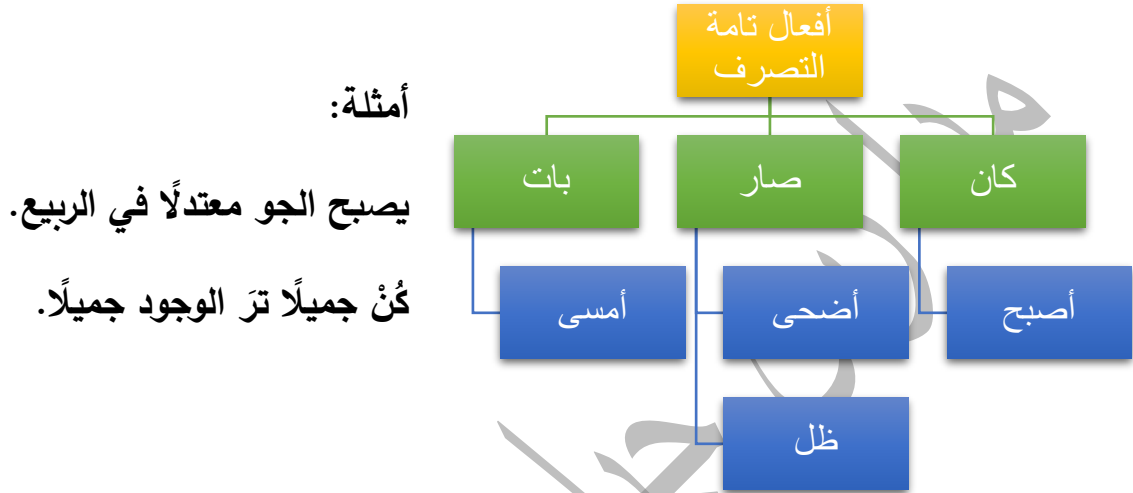 أفعال تامة
التصرف
كان
صار
بات
أصبح
أضحى
أمسى
ظل
أمثلة:
يصبح الجو معتدلًا في الربيع.
كُنْ جميلًا ترَ الوجود جميلًا.